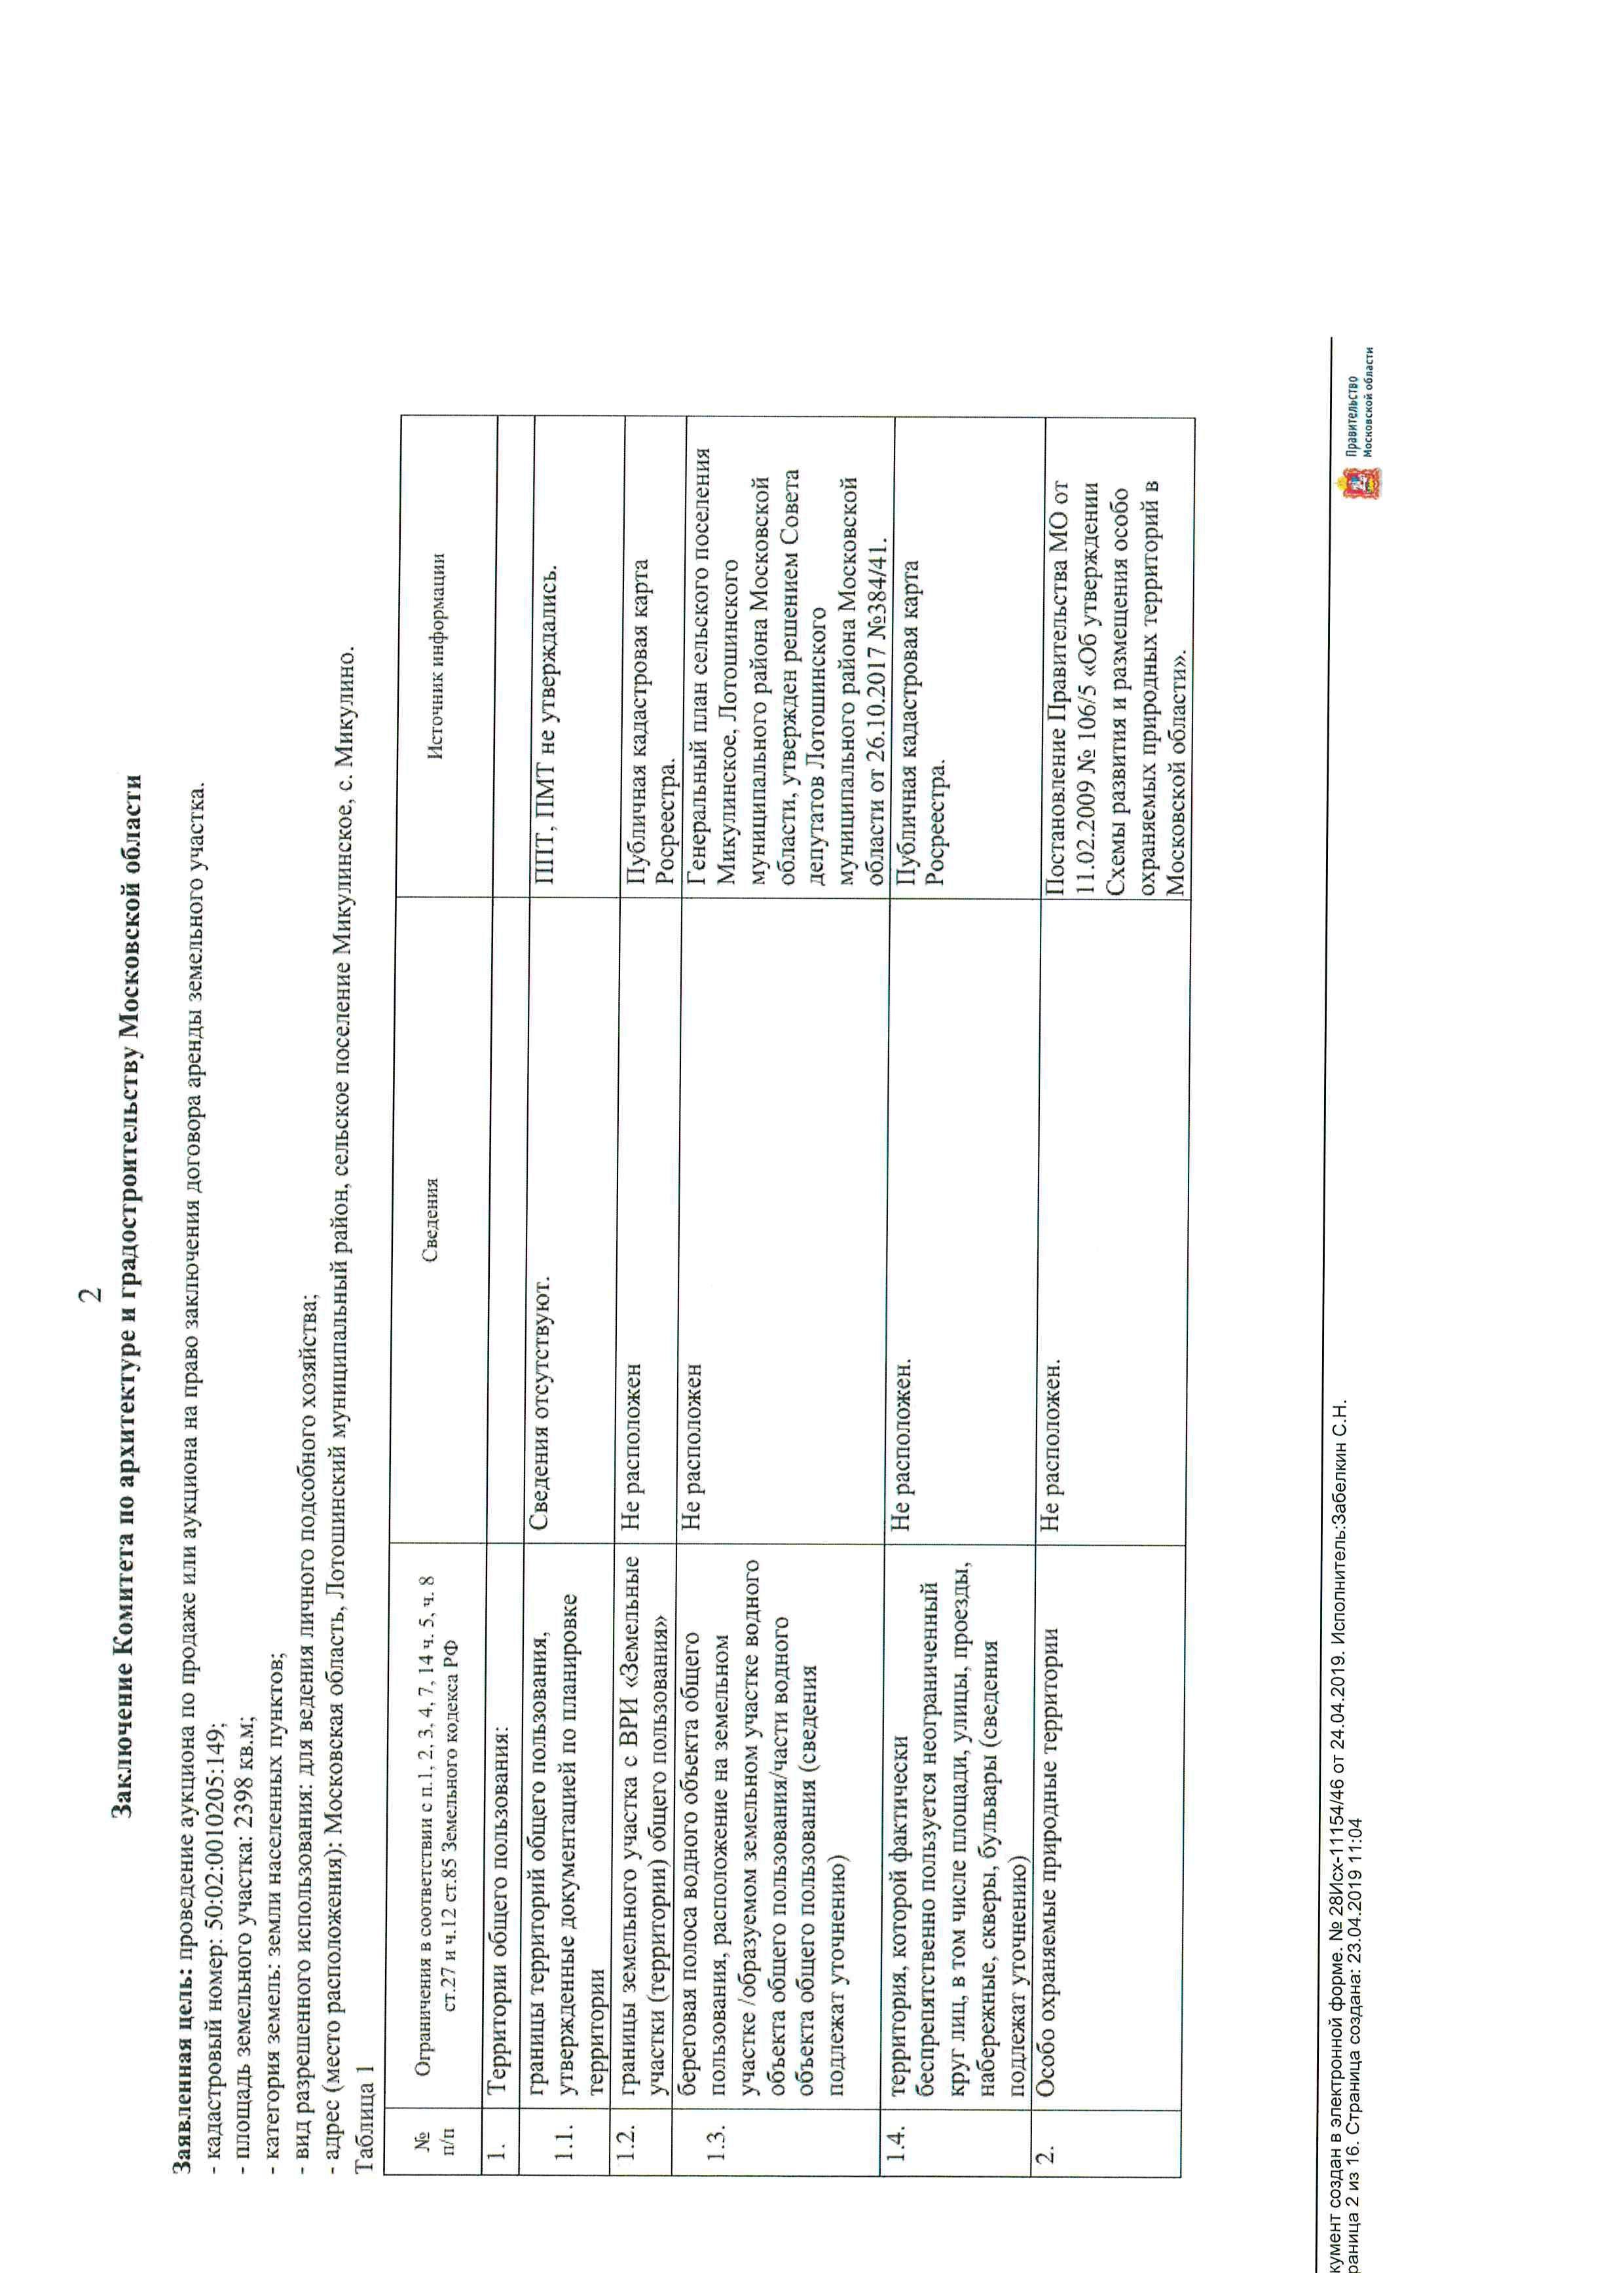 2
Заключение Комитета по архитектуре и градостроительству Московской области
Заявленная цель: проведение аукциона по продаже или аукциона на право заключения договора аренды земельного участка.
- кадастровый номер: 50:02:0010205:149;
- площадь земельного участка: 2398 кв.м;
- категория земель: земли населенных пунктов;
- вид разрешенного использования: для ведения личного подсобного хозяйства;
- адрес (место расположения): Московская область, Лотошинский муниципальный район, сельское поселение Микулинское, с. Микулино.
Таблица 1
№
п/п
Ограничения в соответствии с п.1, 2, 3, 4, 7, 14 ч. 5, ч. 8
ст.27 и ч.12 ст.85 Земельного кодекса РФ
Сведения
Источник информации
1.
Территории общего пользования:
1.1.
границы территорий общего пользования,
утвержденные документацией по планировке
территории
Сведения отсутствуют.
ППТ, ПМТ не утверждались.
1.2.
границы земельного участка с ВРИ «Земельные
участки (территории) общего пользования»
Не расположен
Публичная кадастровая карта
Росреестра.
1.3.
береговая полоса водного объекта общего
пользования, расположение на земельном
участке /образуемом земельном участке водного
объекта общего пользования/части водного
объекта общего пользования (сведения
подлежат уточнению)
Не расположен
Генеральный план сельского поселения
Микулинское, Лотошинского
муниципального района Московской
области, утвержден решением Совета
депутатов Лотошинского
муниципального района Московской
области от 26.10.2017 №384/41.
1.4.
территория, которой фактически
беспрепятственно пользуется неограниченный
круг лиц, в том числе площади, улицы, проезды,
набережные, скверы, бульвары (сведения
подлежат уточнению)
Не расположен.
Публичная кадастровая карта
Росреестра.
2.
Особо охраняемые природные территории
Не расположен.
Постановление Правительства МО от
11.02.2009 № 106/5 «Об утверждении
Схемы развития и размещения особо
охраняемых природных территорий в
Московской области».
кумент создан в электронной форме. № 28Исх-11154/46 от 24.04.2019. Исполнитель:Забелкин С.Н.
раница 2 из 16. Страница создана: 23.04.2019 11:04
Правительство
Московской области